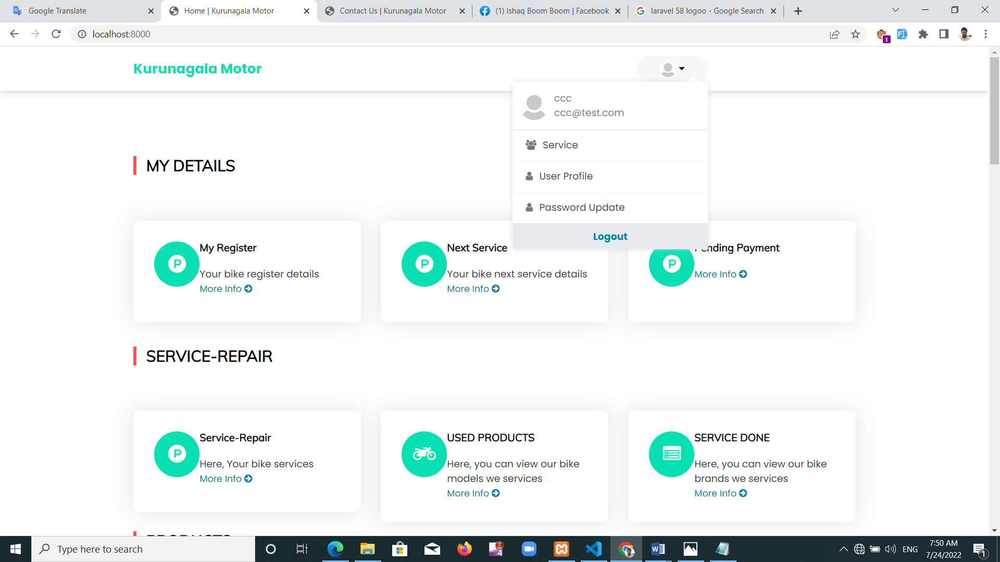 Google Translate
Home | Kurunagala Motor
Contact Us | Kurunagala Motor
(1) Ishaq Boom Boom | Facebook
laravel 58 logoo - Google Search
localhost:8000
1
Kurunagala Motor
ccc
ccc@test.com
Service
User Profile
Password Update
Logout
MY DETAILS
P
My Register
Your bike register details
More Info
P
Next Service
Your bike next service details
More Info
P
Pending Payment
More Info
SERVICE-REPAIR
P
Service-Repair
Here, Your bike services
More Info
USED PRODUCTS
Here, you can view our bike
models we services
More Info
SERVICE DONE
Here, you can view our bike
brands we services
More Info
PRODUCTS
Type here to search
ENG
7:50 AM
7/24/2022
1